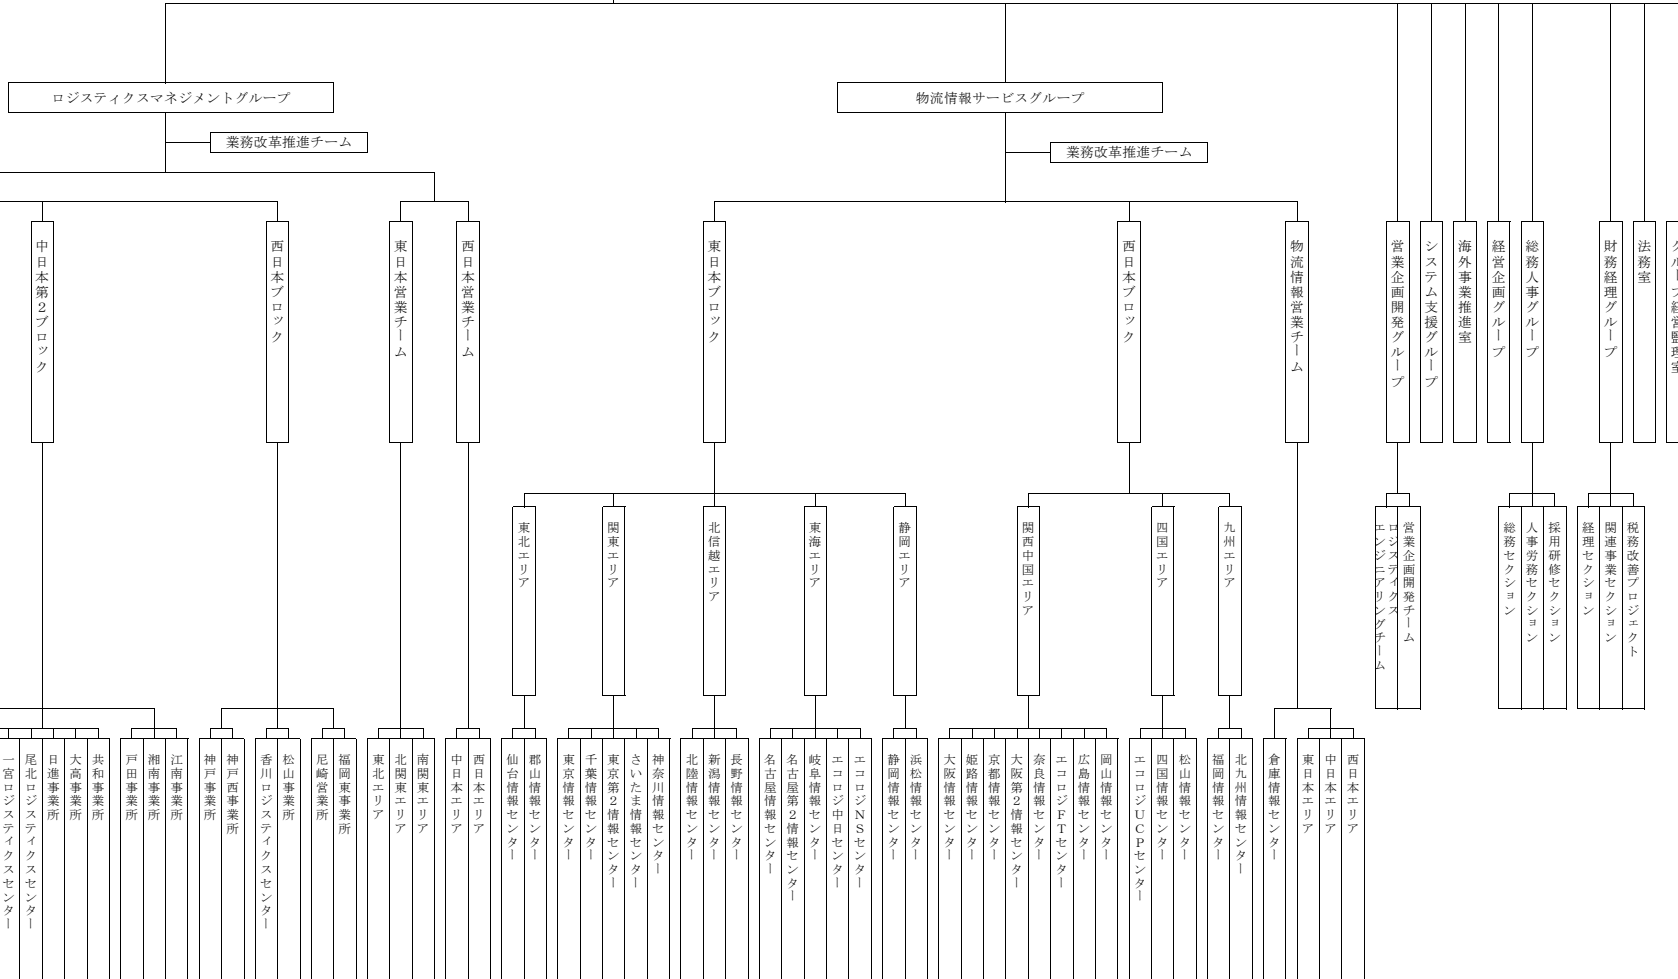 ロジスティクスマネジメントグループ
物流情報サービスグループ
業務改革推進チーム
業務改革推進チーム
中日本第2ブロック
西日本ブロック
東日本営業チーム
西日本営業チーム
東日本ブロック
西日本ブロック
物流情報営業チーム
営業企画開発グループ
システム支援グループ
海外事業推進室
経営企画グループ
総務人事グループ
財務経理グループ
法務室
グループ経営監理室
東北エリア
関東エリア
北信越エリア
東海エリア
静岡エリア
関西中国エリア
四国エリア
九州エリア
ロジスティクス
エンジニアリングチーム
営業企画開発チーム
総務セクション
人事労務セクション
採用研修セクション
経理セクション
関連事業セクション
税務改善プロジェクト
一宮ロジスティクスセンター
尾北ロジスティクスセンター
日進事業所
大高事業所
共和事業所
戸田事業所
湘南事業所
江南事業所
神戸事業所
神戸西事業所
香川ロジスティクスセンター
松山事業所
尼崎営業所
福岡東事業所
東北エリア
北関東エリア
南関東エリア
中日本エリア
西日本エリア
仙台情報センター
郡山情報センター
東京情報センター
千葉情報センター
東京第2情報センター
さいたま情報センター
神奈川情報センター
北陸情報センター
新潟情報センター
長野情報センター
名古屋情報センター
名古屋第2情報センター
岐阜情報センター
エコロジ中日センター
エコロジNSセンター
静岡情報センター
浜松情報センター
大阪情報センター
姫路情報センター
京都情報センター
大阪第2情報センター
奈良情報センター
エコロジFTセンター
広島情報センター
岡山情報センター
エコロジUCPセンター
四国情報センター
松山情報センター
福岡情報センター
北九州情報センター
倉庫情報センター
東日本エリア
中日本エリア
西日本エリア